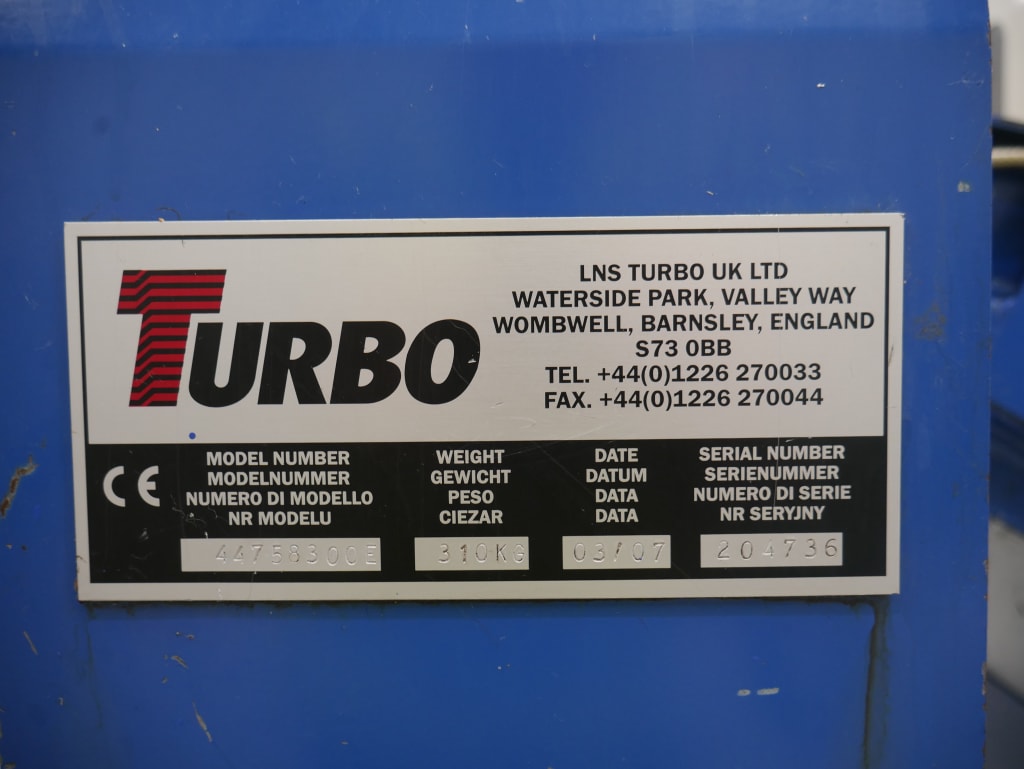 TURBO
LNS TURBO UK LTD
WATERSIDE PARK, VALLEY WAY
WOMBWELL, BARNSLEY, ENGLAND
S73 0BB
TEL. +44(0)1226 270033
FAX. +44(0)1226 270044
CE
MODEL NUMBER
MODELNUMMER
NUMERO DI MODELLO
NR MODELU
44758300E
WEIGHT
GEWICHT
PESO
CIEZAR
310KG
DATE
DATUM
DATA
DATA
03/07
SERIAL NUMBER
SERIENUMMER
NUMERO DI SERIE
NR SERYJNY
204736